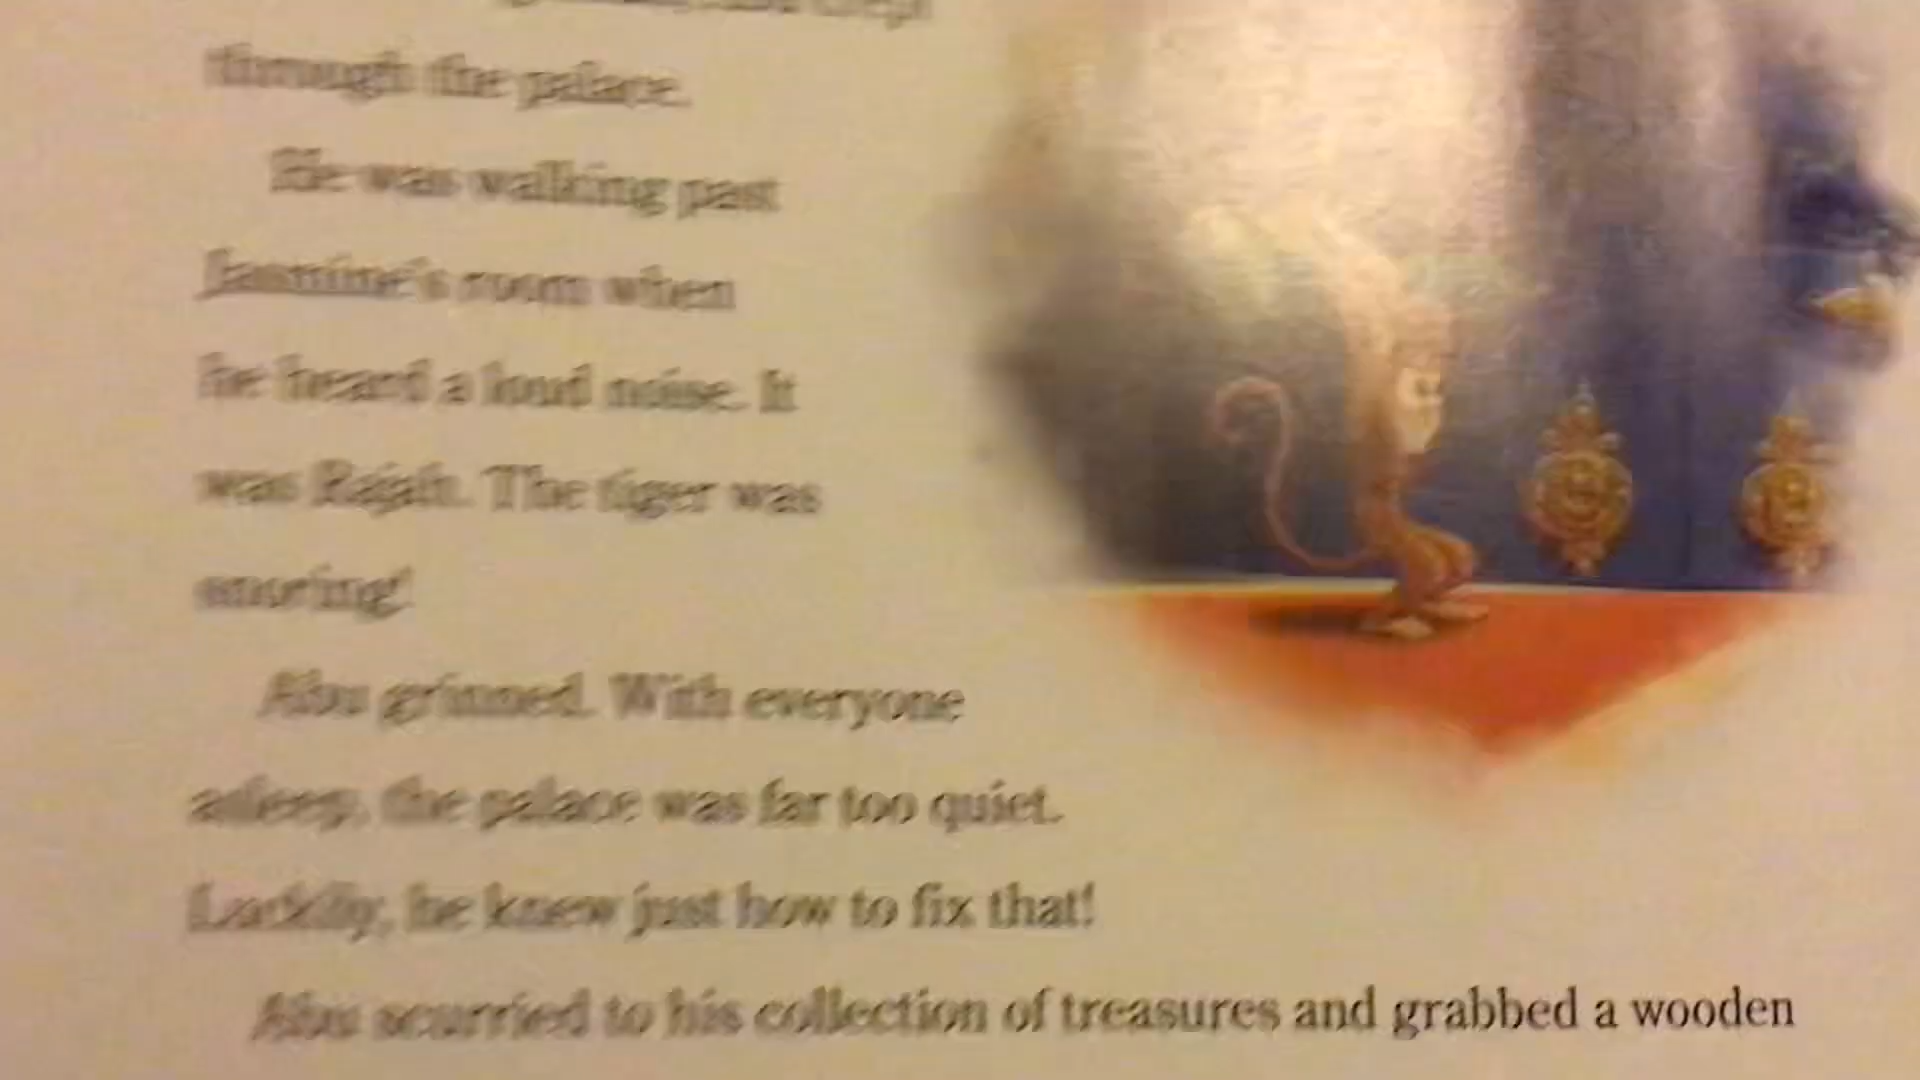 through the palace.
He was walking past
Jasmine's room when
he heard a loud noise. It
was Rajah. The tiger was
snoring!
Abu grinned. With everyone
asleep, the palace was far too quiet.
Luckily, he knew just how to fix that!
Abu scurried to his collection of treasures and grabbed a wooden